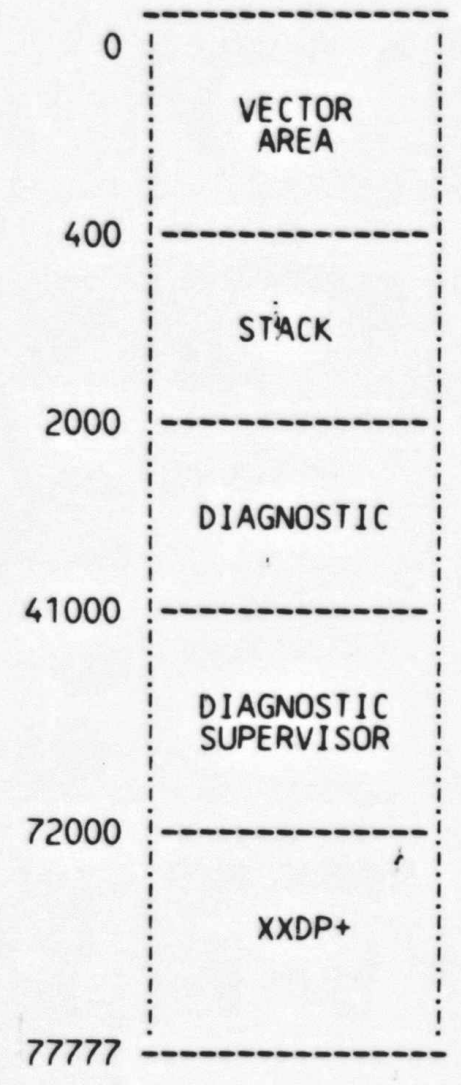 0
VECTOR
AREA
400
STACK
2000
DIAGNOSTIC
41000
DIAGNOSTIC
SUPERVISOR
72000
XXDP+
77777